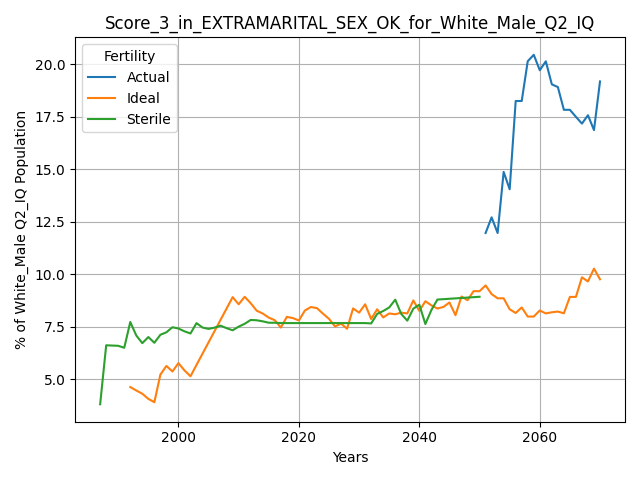 Score_3_in_EXTRAMARITAL_SEX_OK_for_White_Male_Q2_IQ
Fertility
Actual
Ideal
Sterile
% of White_Male Q2_IQ Population
20.0
17.5
15.0
12.5
10.0
7.5
5.0
2000
2020
2040
2060
Years